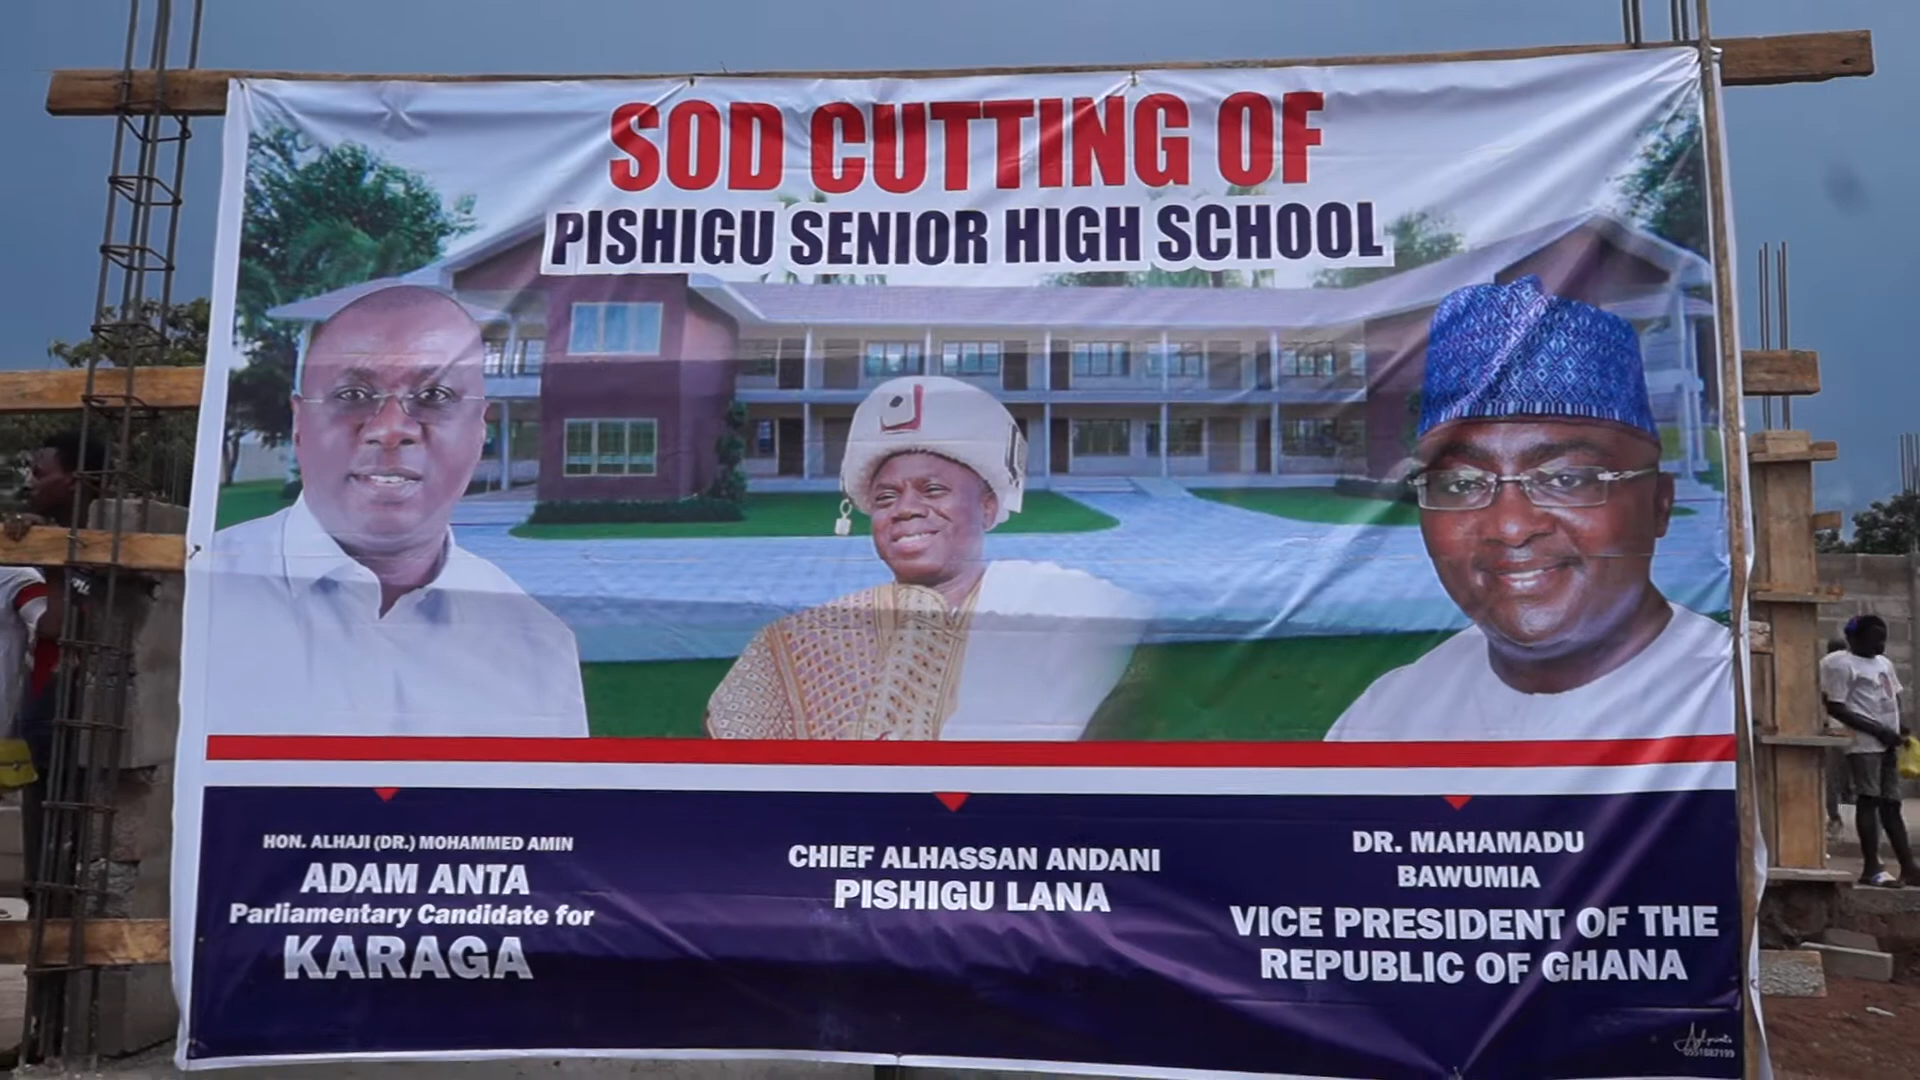 SOD CUTTING OF
PISHIGU SENIOR HIGH SCHOOL
HON. ALHAJI (DR.) MOHAMMED AMIN
ADAM ANTA
Parliamentary Candidate for
KARAGA
CHIEF ALHASSAN ANDANI
PISHIGU LANA
DR. MAHAMADU
BAWUMIA
VICE PRESIDENT OF THE
REPUBLIC OF GHANA